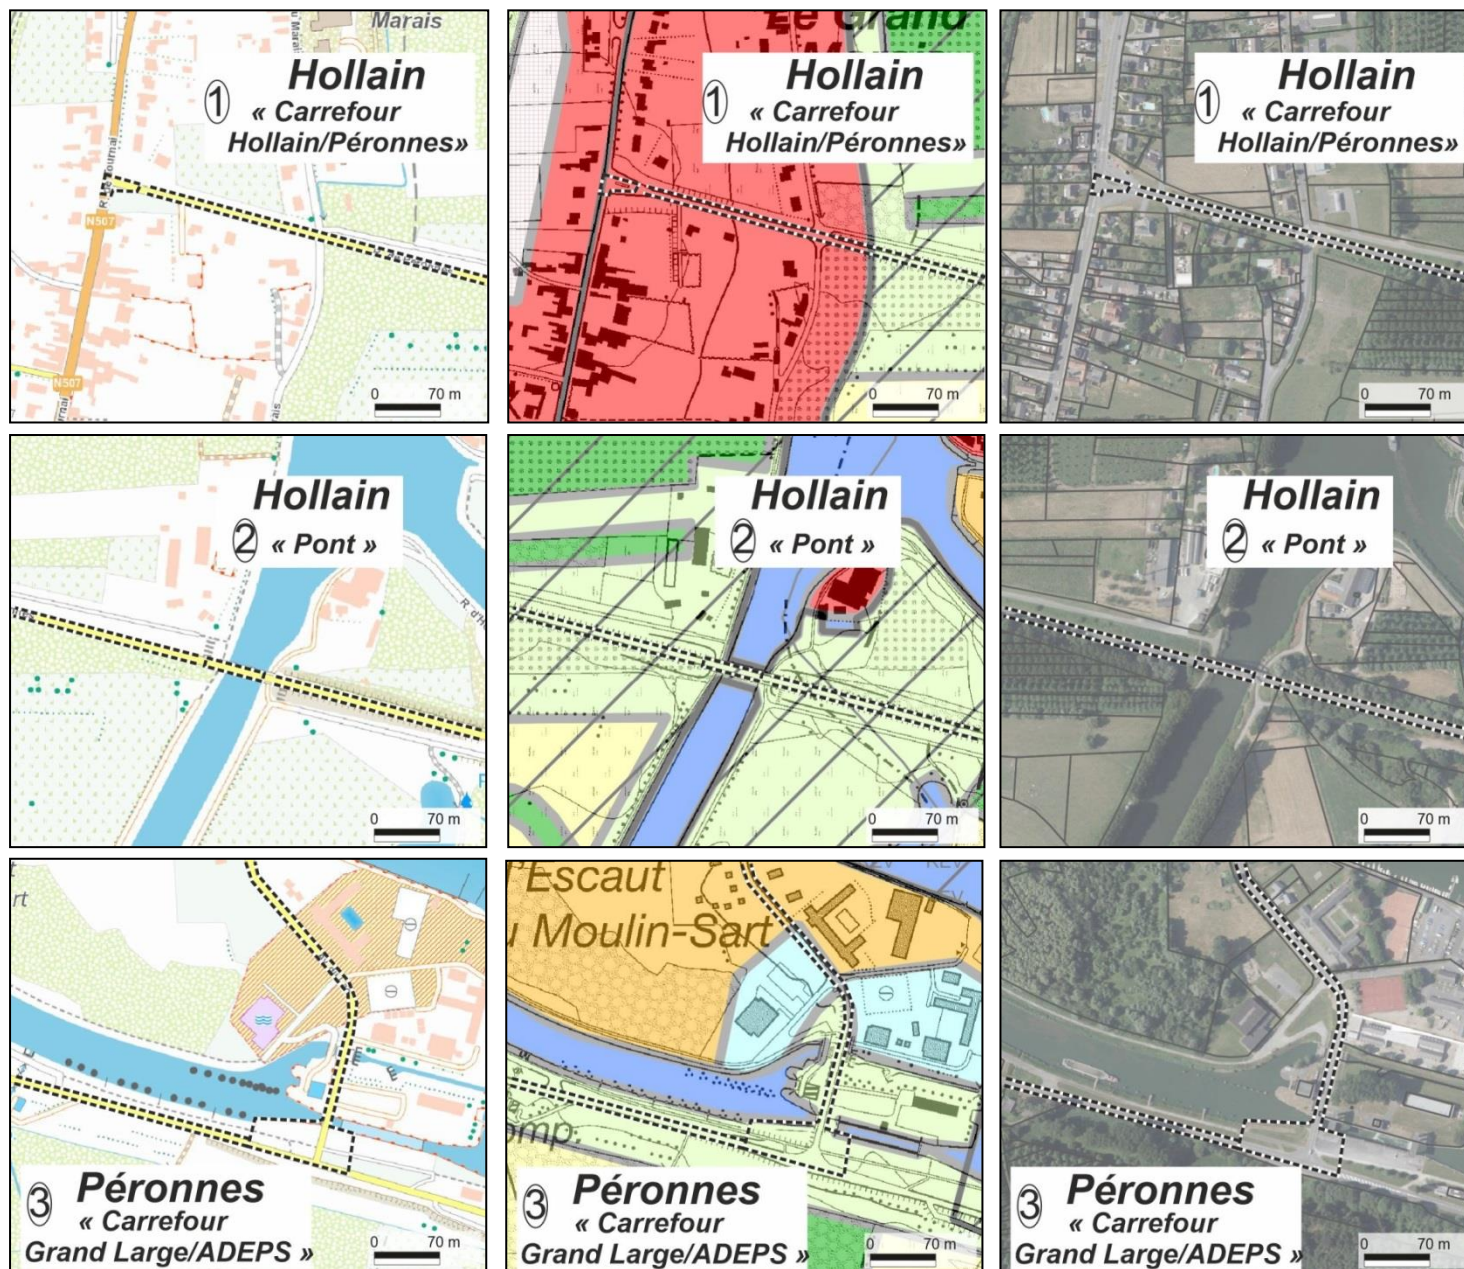 Marais
Hollain
① « Carrefour
Hollain/Péronnes»
N507
N507
0 70 m
Le Grand
Hollain
① « Carrefour
Hollain/Péronnes»
0 70 m
Hollain
① « Carrefour
Hollain/Péronnes»
0 70 m
Hollain
② « Pont »
0 70 m
Hollain
② « Pont »
0 70 m
Hollain
② « Pont »
0 70 m
③ Péronnes
« Carrefour
Grand Large/ADEPS »
0 70 m
d'Escaut
Moulin-Sart
omp.
③ Péronnes
« Carrefour
Grand Large/ADEPS »
0 70 m
③ Péronnes
« Carrefour
Grand Large/ADEPS »
0 70 m